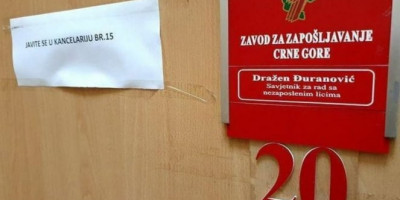 JAVITE SE U KANCELARIJU BR.15
ZAVOD ZA ZAPOŠLJAVANJE
CRNE GORE
Dražen Đuranović
Savjetnik za rad sa
nezaposlenim licima
20